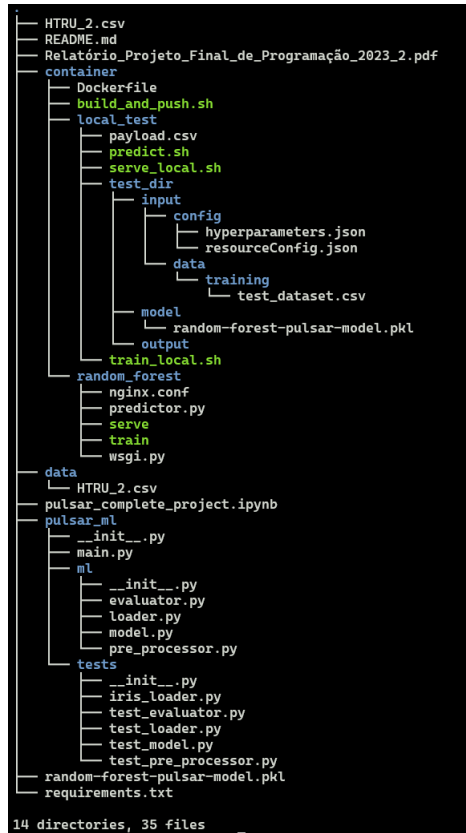 .
├── HTRU_2.csv
├── README.md
├── Relatório_Projeto_Final_de_Programação_2023_2.pdf
├── container
│   ├── Dockerfile
│   ├── build_and_push.sh
│   ├── local_test
│   │   ├── payload.csv
│   │   ├── predict.sh
│   │   ├── serve_local.sh
│   │   ├── test_dir
│   │   │   ├── input
│   │   │   │   ├── config
│   │   │   │   │   ├── hyperparameters.json
│   │   │   │   │   └── resourceConfig.json
│   │   │   │   └── data
│   │   │   │       └── training
│   │   │   │           └── test_dataset.csv
│   │   │   ├── model
│   │   │   │   └── random-forest-pulsar-model.pkl
│   │   │   └── output
│   │   └── train_local.sh
│   └── random_forest
│       ├── nginx.conf
│       ├── predictor.py
│       ├── serve
│       ├── train
│       └── wsgi.py
├── data
│   └── HTRU_2.csv
├── pulsar_complete_project.ipynb
├── pulsar_ml
│   ├── __init__.py
│   ├── main.py
│   ├── ml
│   │   ├── __init__.py
│   │   ├── evaluator.py
│   │   ├── loader.py
│   │   ├── model.py
│   │   └── pre_processor.py
│   └── tests
│       ├── __init__.py
│       ├── iris_loader.py
│       ├── test_evaluator.py
│       ├── test_loader.py
│       ├── test_model.py
│       └── test_pre_processor.py
├── random-forest-pulsar-model.pkl
└── requirements.txt

14 directories, 35 files